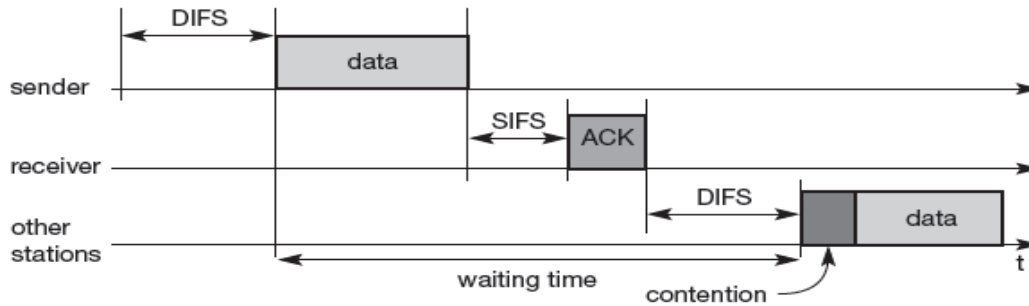 DIFS
data
sender
SIFS
ACK
receiver
DIFS
other
stations
data
t
waiting time
contention